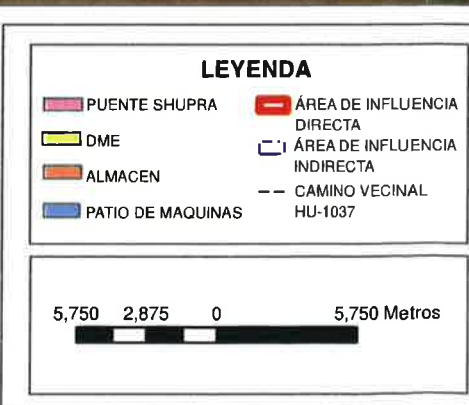 LEYENDA
PUENTE SHUPRA
DME
ALMACEN
PATIO DE MAQUINAS
ÁREA DE INFLUENCIA
DIRECTA
ÁREA DE INFLUENCIA
INDIRECTA
CAMINO VECINAL
HU-1037
5,750 2,875 0 5,750 Metros